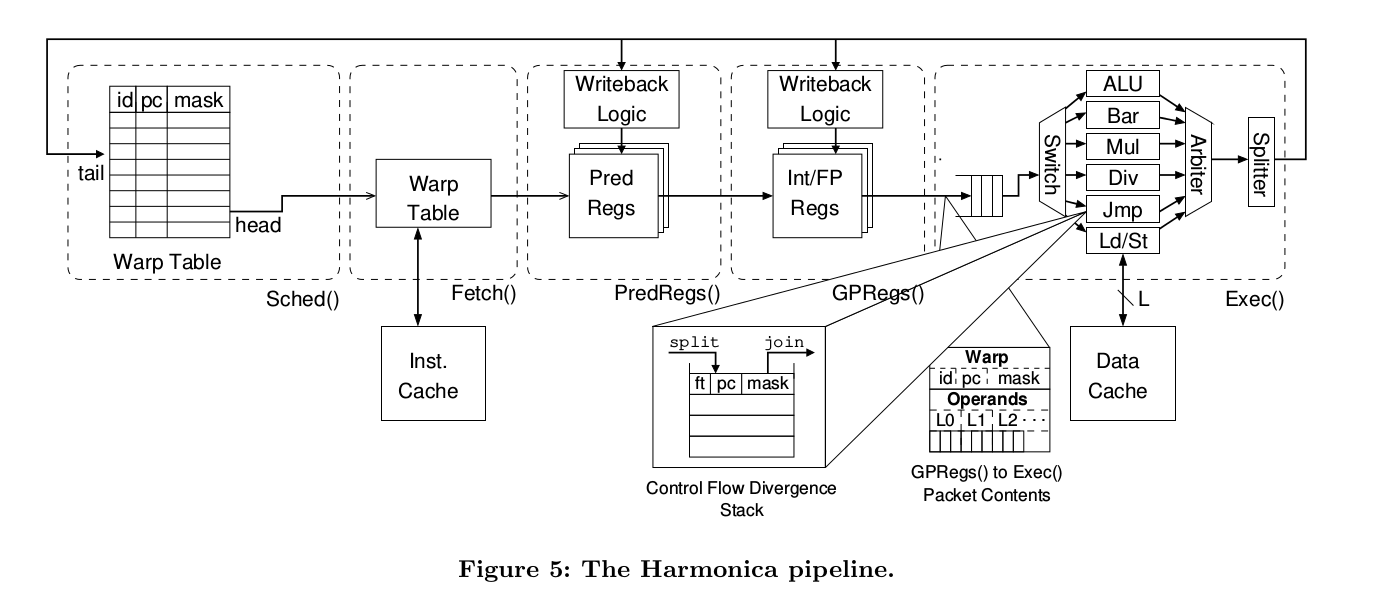 id pc mask
tail
head
Warp Table
Sched()
Warp
Table
Fetch()
Inst.
Cache
Writeback
Logic
Pred
Regs
PredRegs()
Writeback
Logic
Int/FP
Regs
GPRegs()
Switch
ALU
Bar
Mul
Div
Jmp
Ld/St
Arbiter
Splitter
L
Exec()
Data
Cache
split
join
ft pc mask
Control Flow Divergence
Stack
Warp
id pc mask
Operands
L0 L1 L2 · · ·
GPRegs() to Exec()
Packet Contents
Figure 5: The Harmonica pipeline.